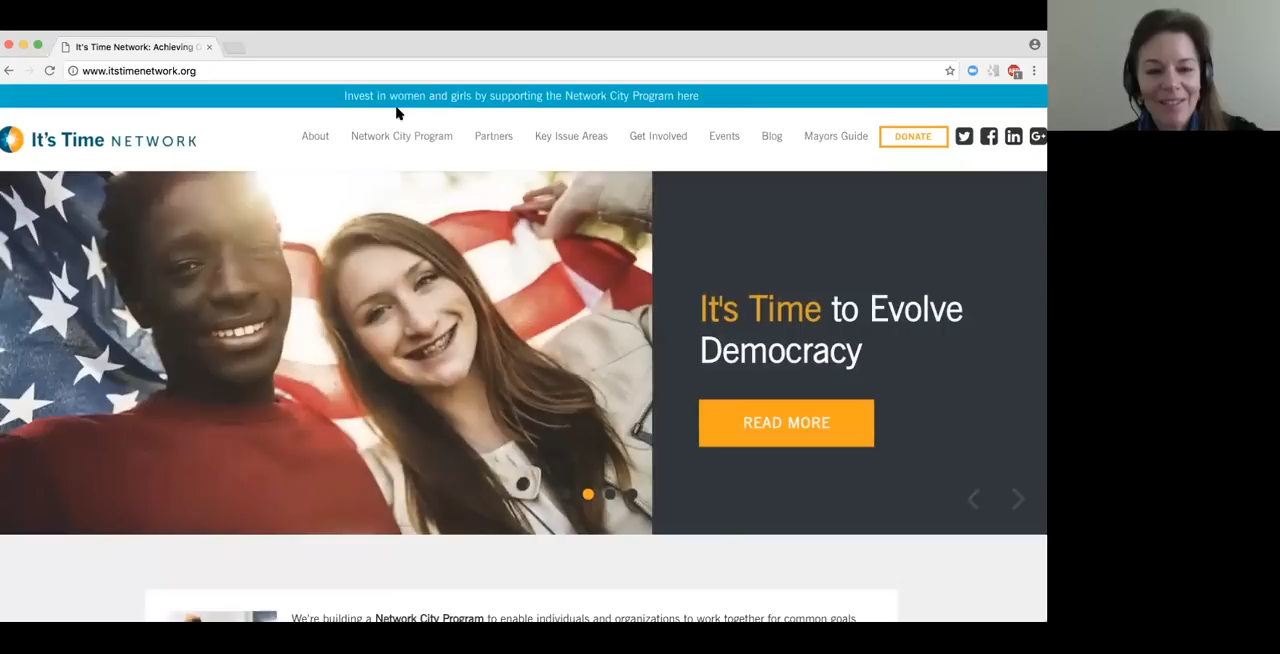 It's Time Network: Achieving
www.itstimenetwork.org
Invest in women and girls by supporting the Network City Program here
It's Time NETWORK
About
Network City Program
Partners
Key Issue Areas
Get Involved
Events
Blog
Mayors Guide
DONATE
It's Time to Evolve
Democracy
READ MORE
We're building a Network City Program to enable individuals and organizations to work together for common goals